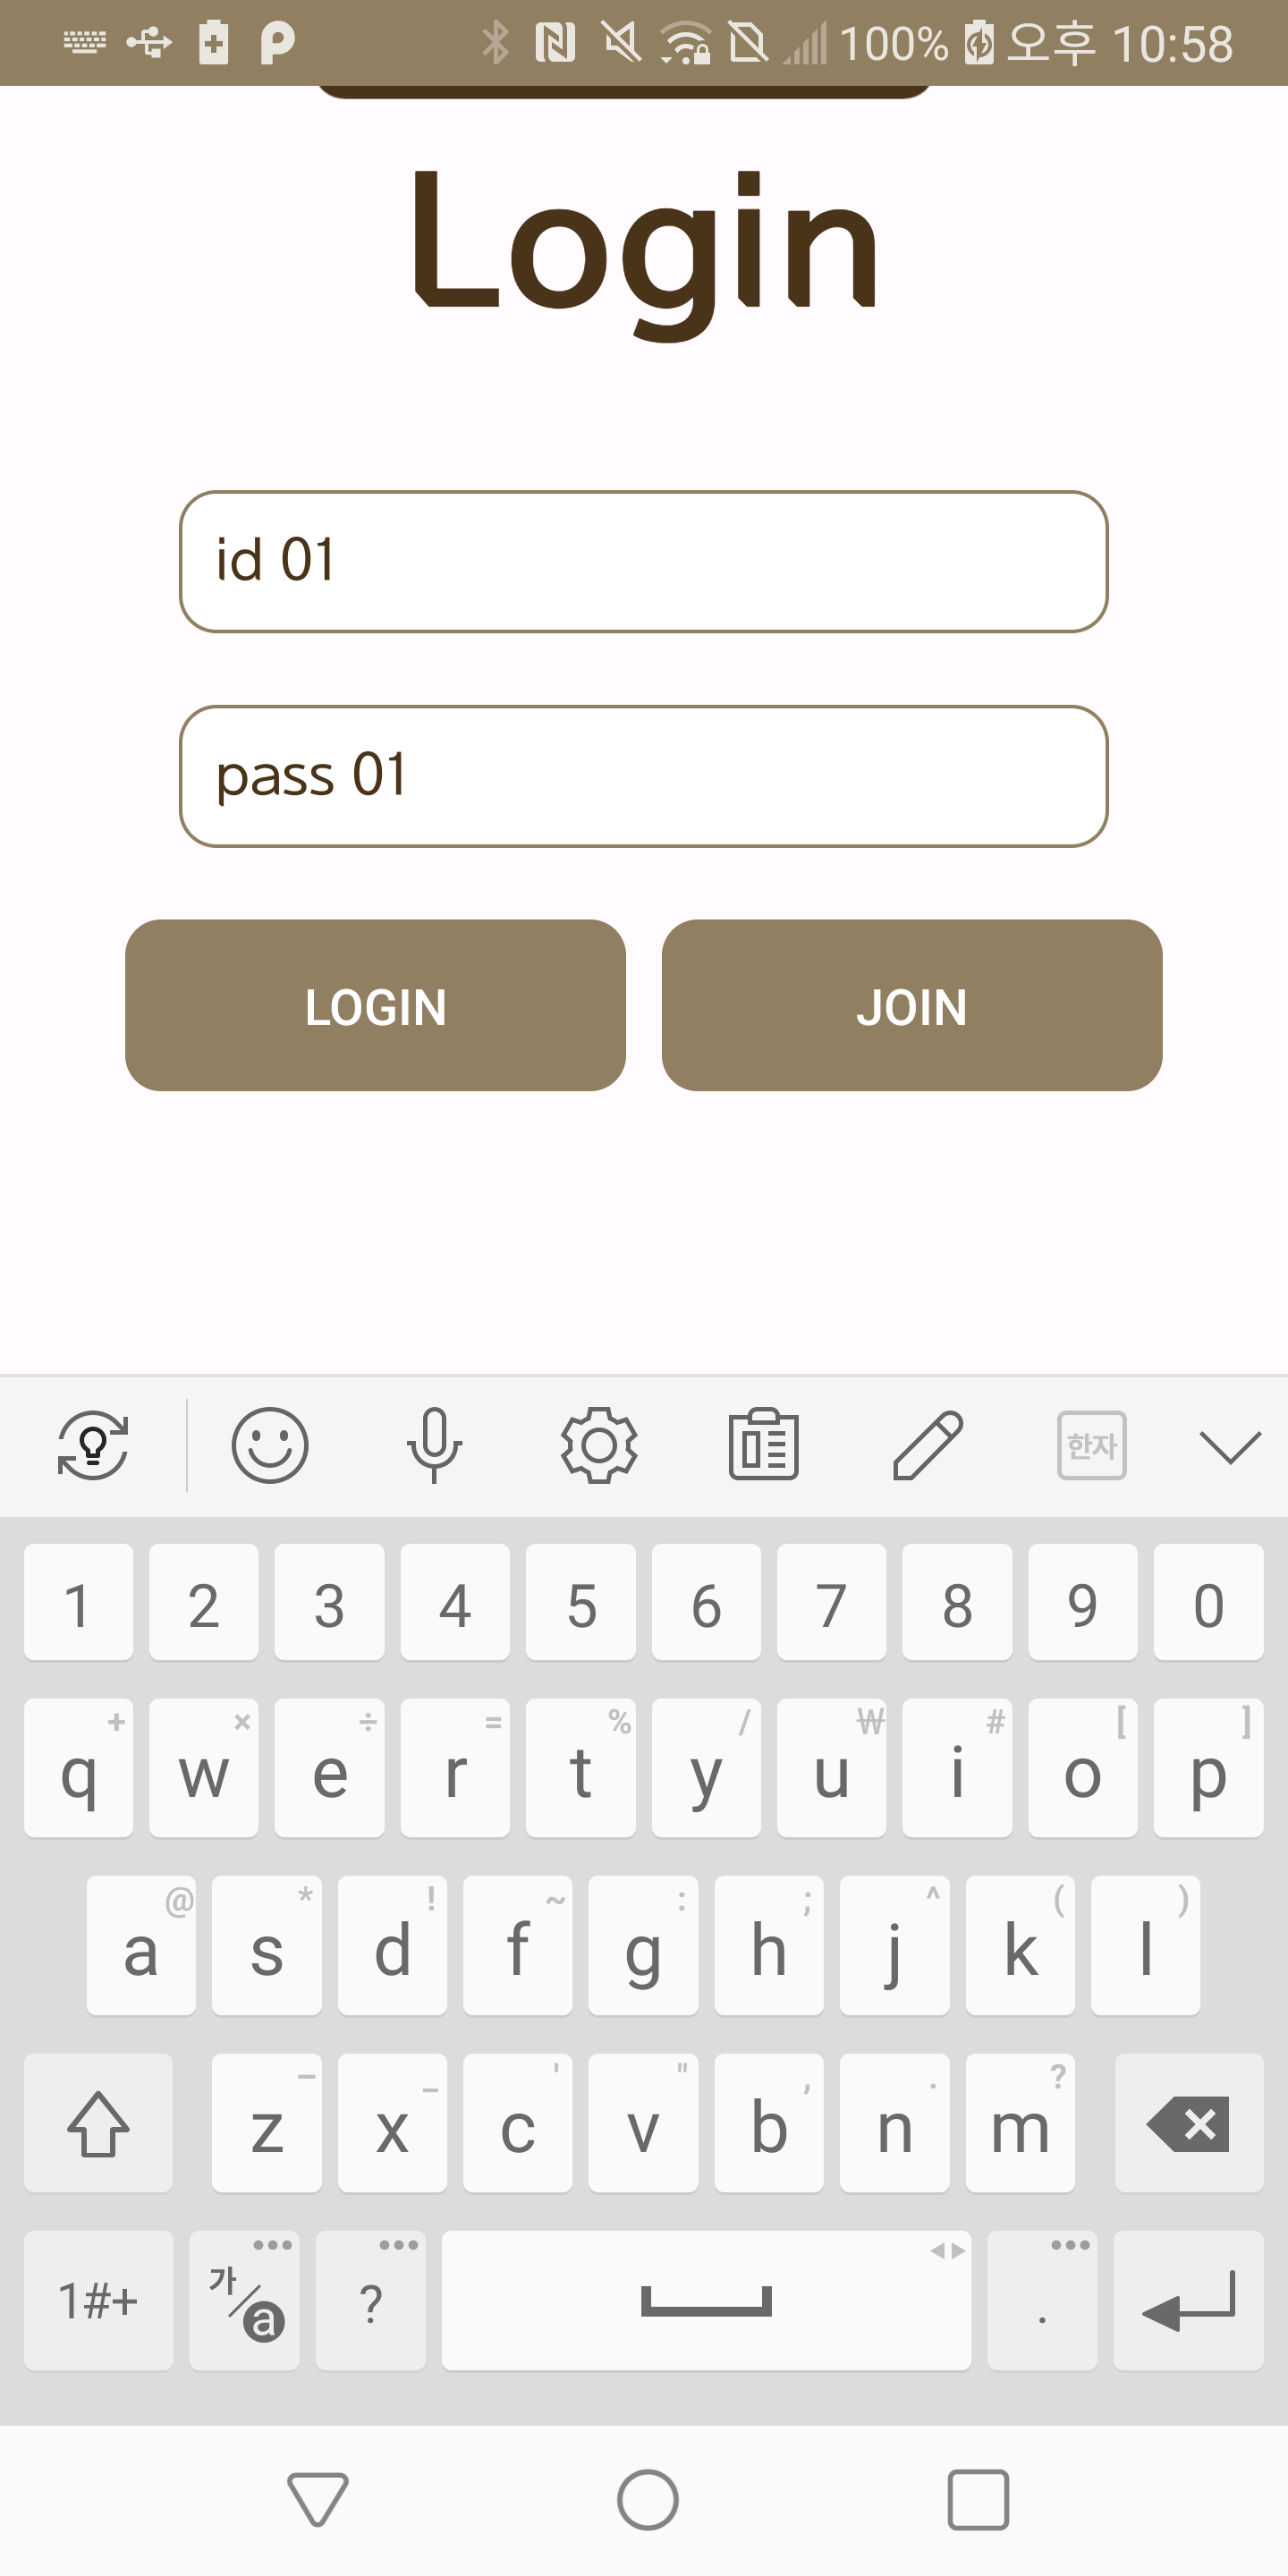 100% 오후 10:58
Login
id 01
pass 01
LOGIN JOIN
한자
1 2 3 4 5 6 7 8 9 0
+ × ÷ = % / ₩ # [ ]
q w e r t y u i o p
@ * ! ~ : ; ^ ( )
a s d f g h j k l
- _ ' " , . ?
z x c v b n m
1#+ 가/a ? .